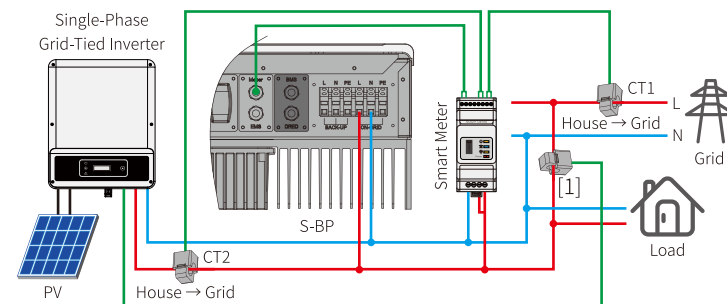 Single-Phase
Grid-Tied Inverter
Meter
BMS
EMS
DRED
L N PE L N PE
BACK-UP
ON-GRID
Smart Meter
CT1
L
House → Grid
N
Grid
[1]
S-BP
CT2
Load
PV
House → Grid